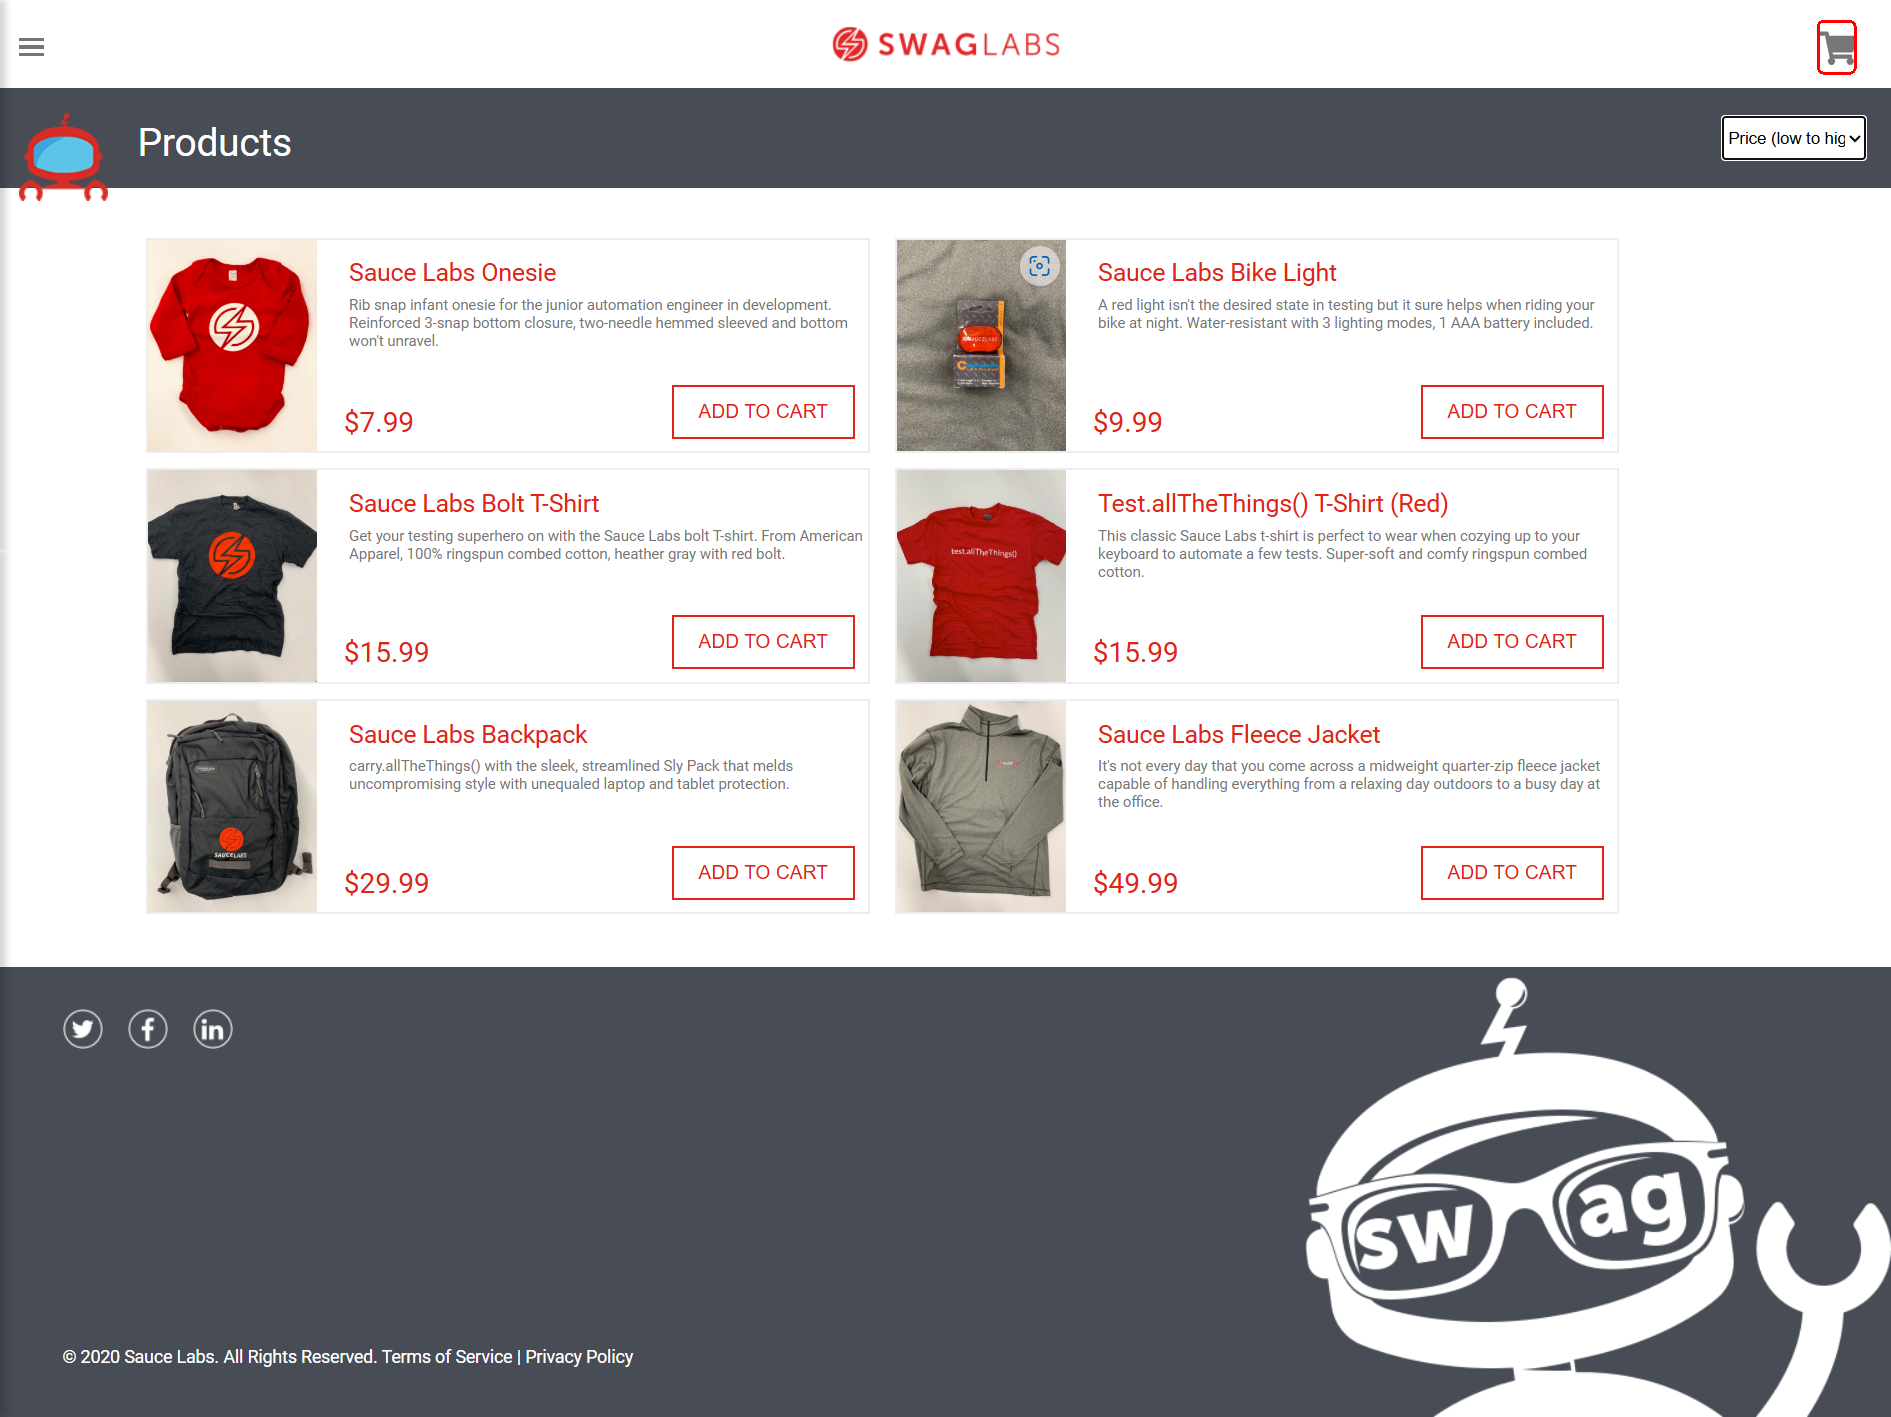 SWAGLABS
Products
Price (low to hig
Sauce Labs Onesie
Rib snap infant onesie for the junior automation engineer in development.
Reinforced 3-snap bottom closure, two-needle hemmed sleeved and bottom
won't unravel.
$7.99
ADD TO CART
Sauce Labs Bike Light
A red light isn't the desired state in testing but it sure helps when riding your
bike at night. Water-resistant with 3 lighting modes, 1 AAA battery included.
SAUCELABS
$9.99
ADD TO CART
Sauce Labs Bolt T-Shirt
Get your testing superhero on with the Sauce Labs bolt T-shirt. From American
Apparel, 100% ringspun combed cotton, heather gray with red bolt.
$15.99
ADD TO CART
Test.allTheThings() T-Shirt (Red)
This classic Sauce Labs t-shirt is perfect to wear when cozying up to your
keyboard to automate a few tests. Super-soft and comfy ringspun combed
cotton.
test.allTheThings()
$15.99
ADD TO CART
Sauce Labs Backpack
carry.allTheThings() with the sleek, streamlined Sly Pack that melds
uncompromising style with unequaled laptop and tablet protection.
SAUCELABS
$29.99
ADD TO CART
Sauce Labs Fleece Jacket
It's not every day that you come across a midweight quarter-zip fleece jacket
capable of handling everything from a relaxing day outdoors to a busy day at
the office.
$49.99
ADD TO CART
sw ag
© 2020 Sauce Labs. All Rights Reserved. Terms of Service | Privacy Policy